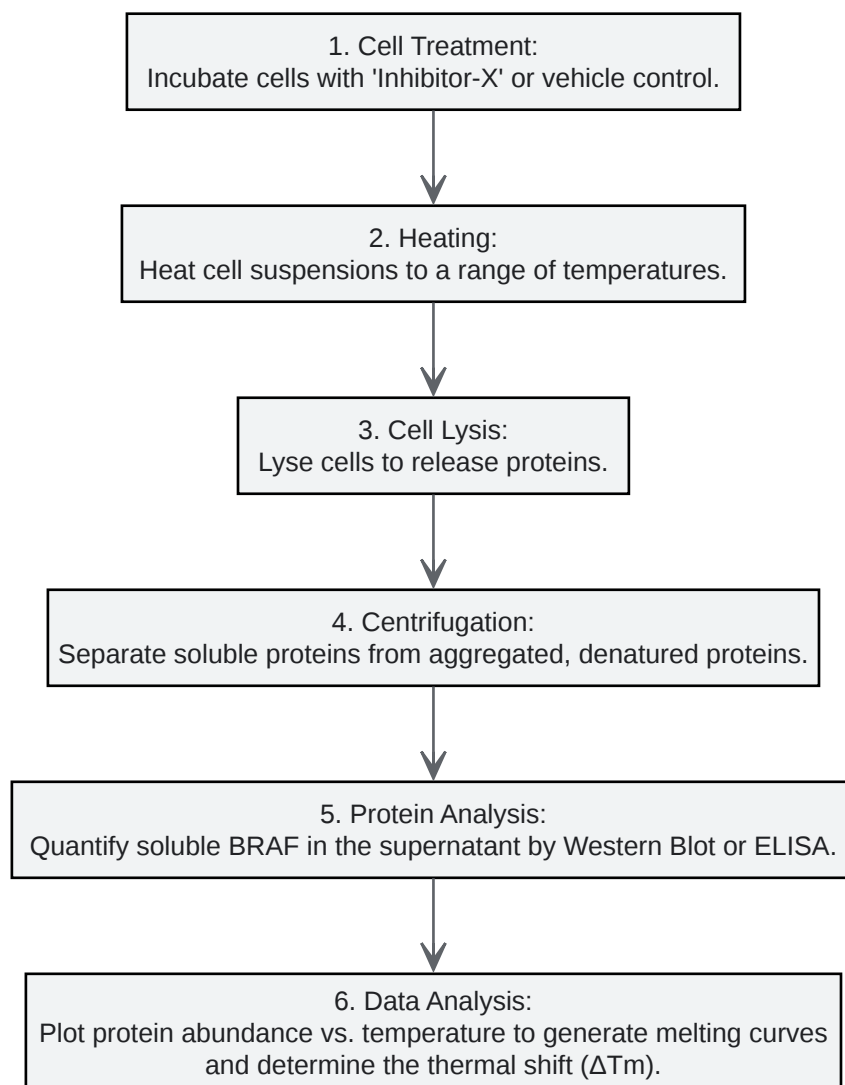 1. Cell Treatment:
Incubate cells with 'Inhibitor-X' or vehicle control.
2. Heating:
Heat cell suspensions to a range of temperatures.
3. Cell Lysis:
Lyse cells to release proteins.
4. Centrifugation:
Separate soluble proteins from aggregated, denatured proteins.
5. Protein Analysis:
Quantify soluble BRAF in the supernatant by Western Blot or ELISA.
6. Data Analysis:
Plot protein abundance vs. temperature to generate melting curves
and determine the thermal shift (ΔTm).